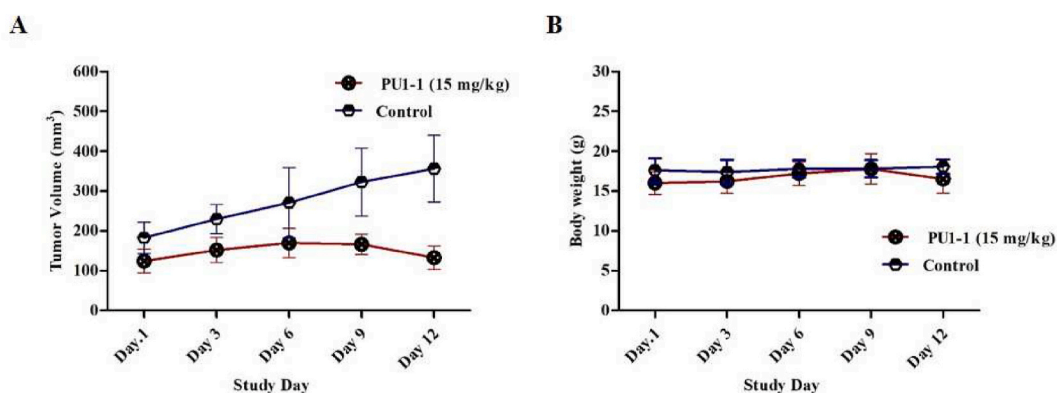 A
Tumor Volume (mm³)
600
500
400
300
200
100
0
PU1-1 (15 mg/kg)
Control
Day.1
Day 3
Day 6
Day 9
Day 12
Study Day
B
Body weight (g)
30
25
20
15
10
5
0
PU1-1 (15 mg/kg)
Control
Day.1
Day 3
Day 6
Day 9
Day 12
Study Day